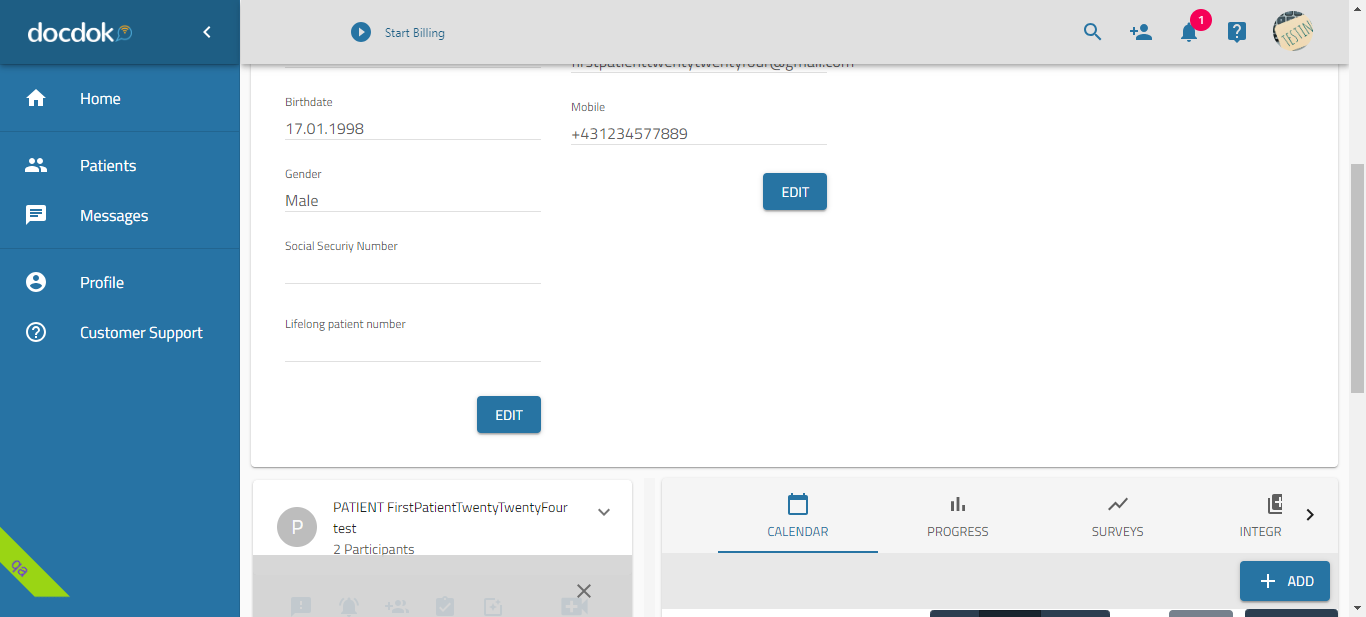 docdok
Start Billing
1
TESTIN
Home
Patients
Messages
Profile
Customer Support
qa
firstpatienttwentytwentyfour@gmail.com
Birthdate
17.01.1998
Mobile
+431234577889
Gender
Male
EDIT
Social Securiy Number
Lifelong patient number
EDIT
P
PATIENT FirstPatientTwentyTwentyFour
test
2 Participants
CALENDAR
PROGRESS
SURVEYS
INTEGR
ADD